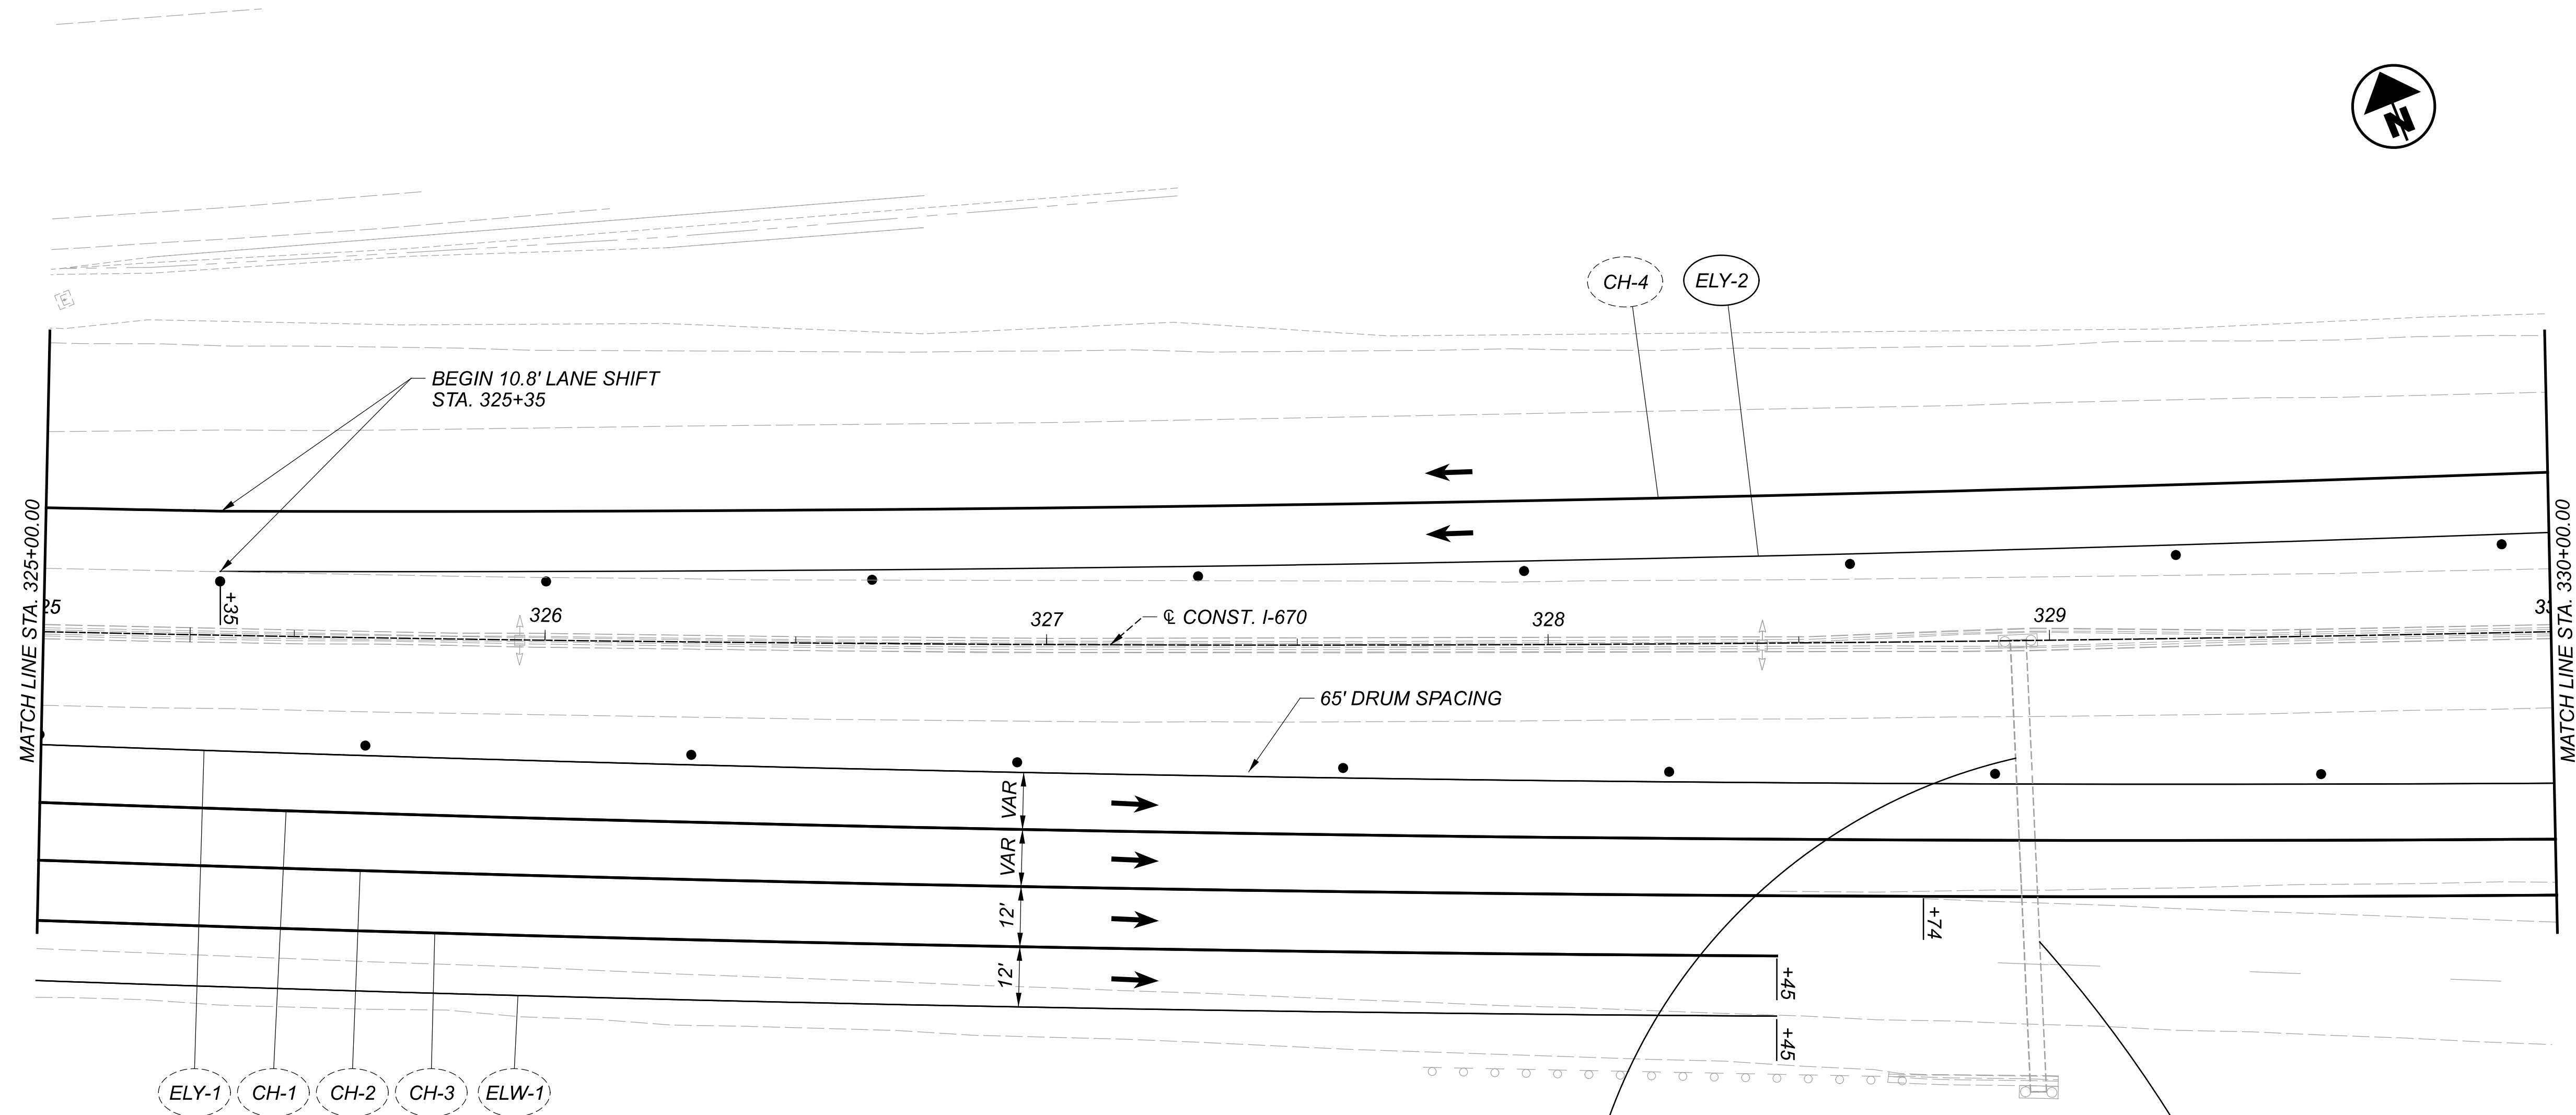 N
CH-4
ELY-2
BEGIN 10.8' LANE SHIFT
STA. 325+35
MATCH LINE STA. 325+00.00
MATCH LINE STA. 330+00.00
25
+35
326
327
℄ CONST. I-670
328
329
33
65' DRUM SPACING
VAR
VAR
12'
12'
+74
+45
+45
ELY-1
CH-1
CH-2
CH-3
ELW-1